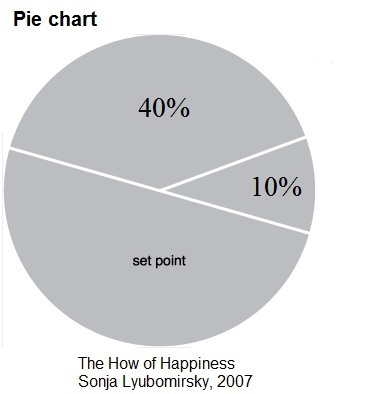 Pie chart
40%
10%
set point
The How of Happiness
Sonja Lyubomirsky, 2007